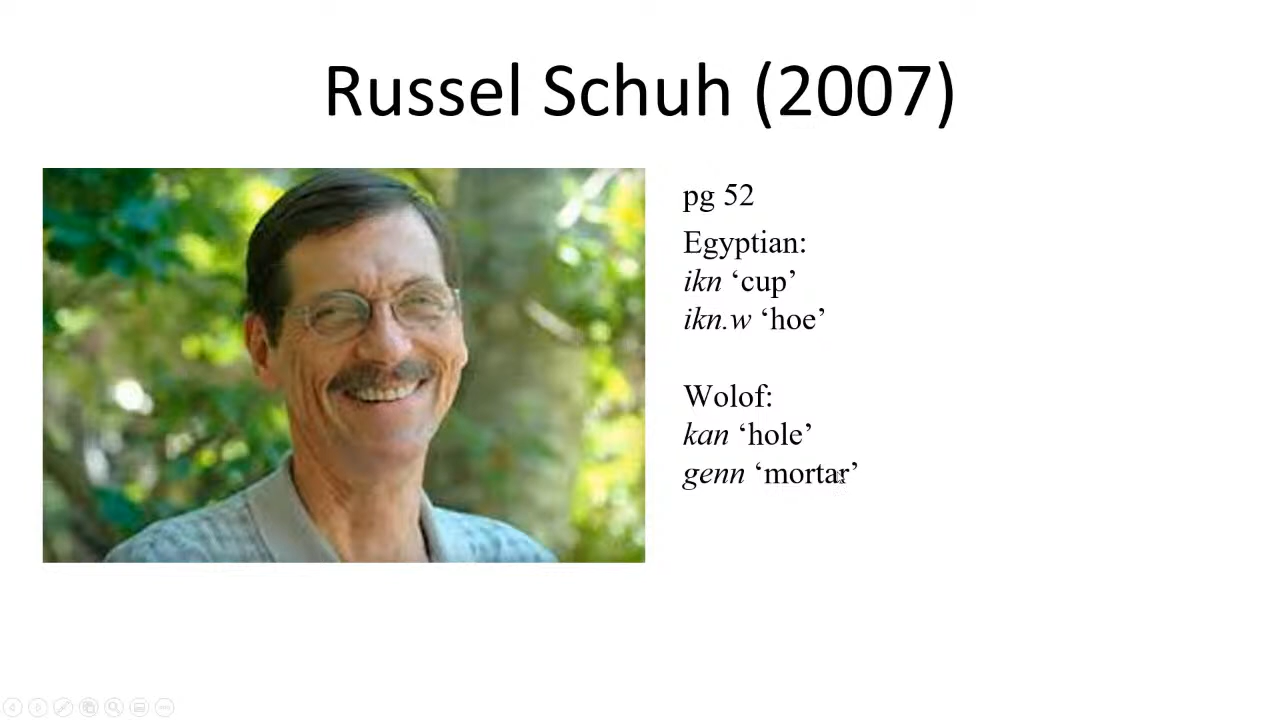 Russel Schuh (2007)
pg 52
Egyptian:
ikn ‘cup’
ikn.w ‘hoe’
Wolof:
kan ‘hole’
genn ‘mortar’